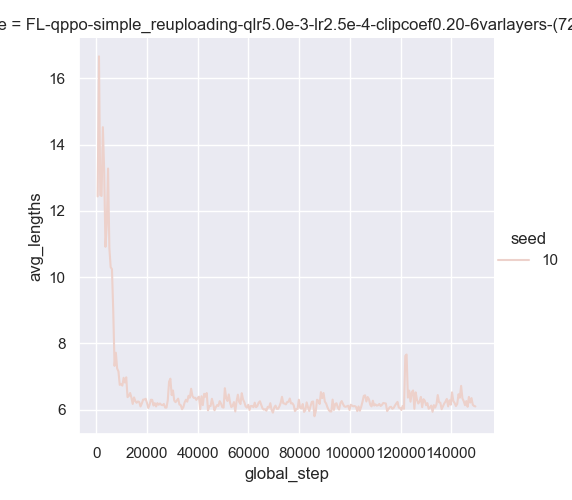 e = FL-qppo-simple_reuploading-qlr5.0e-3-lr2.5e-4-clipcoef0.20-6varlayers-(72
16
14
12
10
8
6
avg_lengths
0 20000 40000 60000 80000 100000 120000 140000
global_step
seed
10